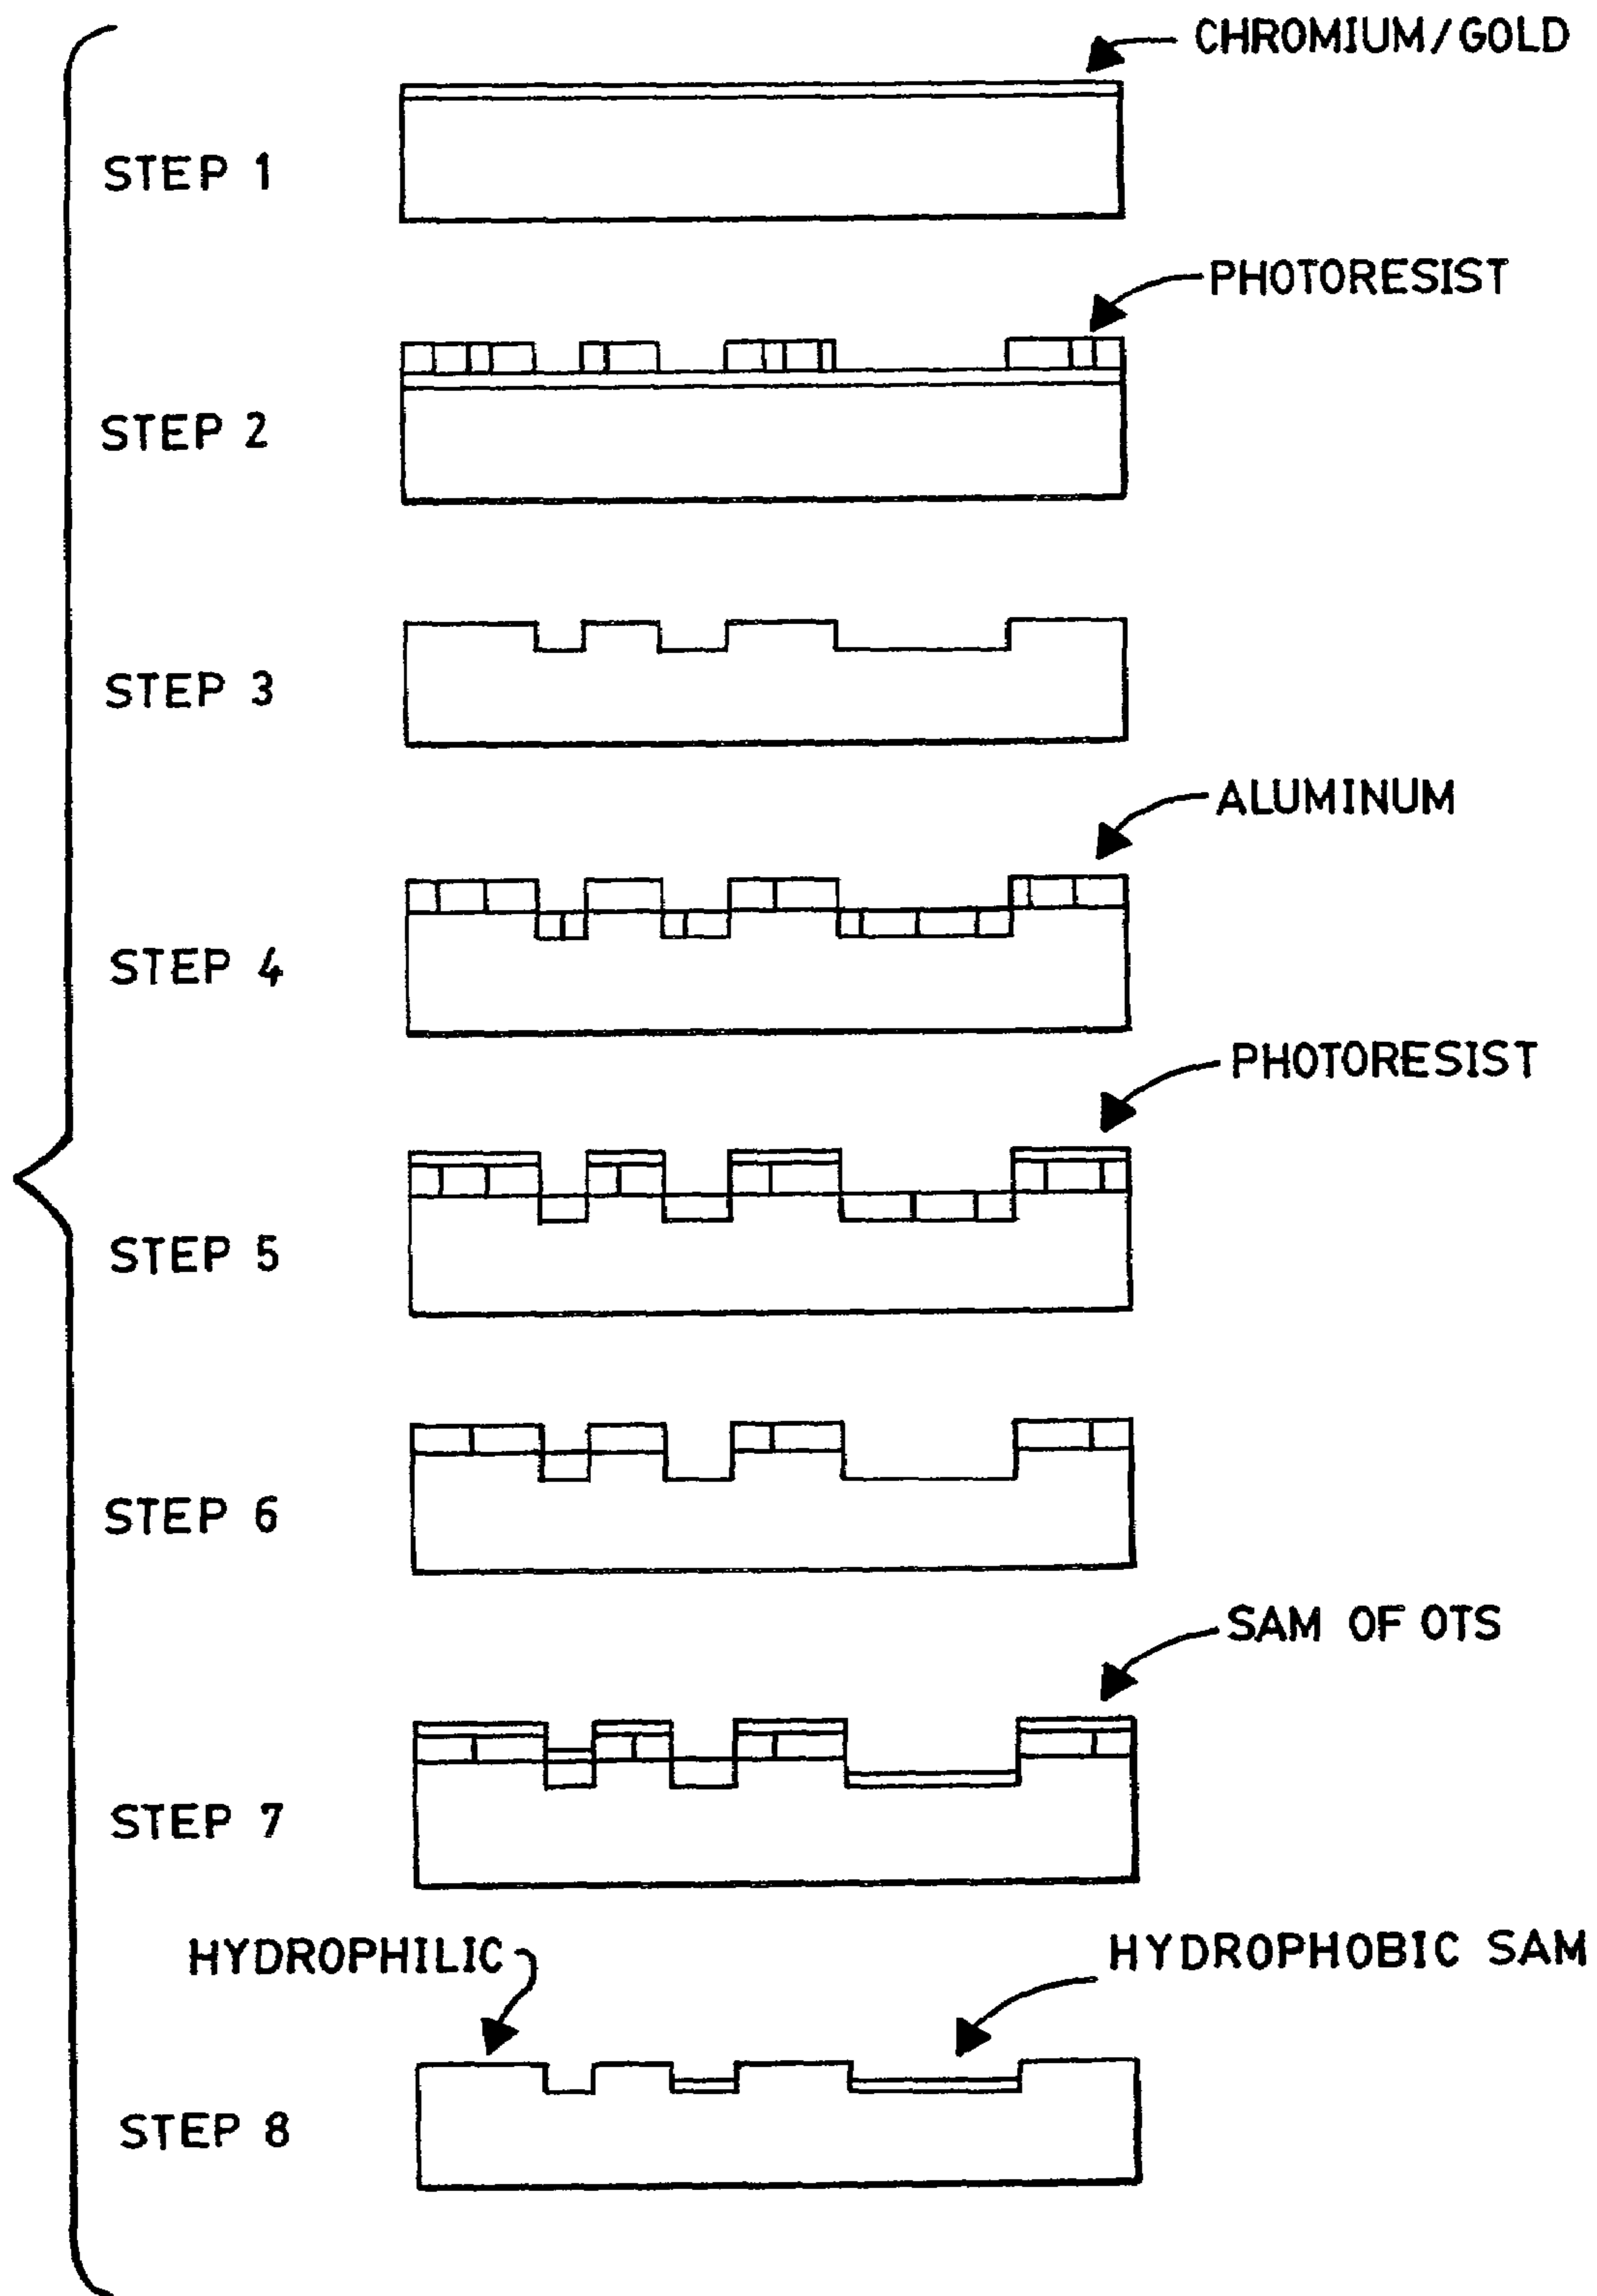 CHROMIUM/GOLD
STEP 1
PHOTORESIST
STEP 2
STEP 3
ALUMINUM
STEP 4
PHOTORESIST
STEP 5
STEP 6
SAM OF OTS
STEP 7
HYDROPHILIC
HYDROPHOBIC SAM
STEP 8